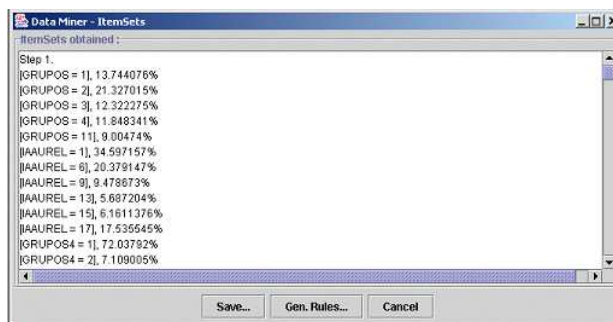 Data Miner - ItemSets
ItemSets obtained :
Step 1.
[GRUPOS = 1], 13.744076%
[GRUPOS = 2], 21.327015%
[GRUPOS = 3], 12.322275%
[GRUPOS = 4], 11.848341%
[GRUPOS = 11], 9.00474%
[IAAUREL = 1], 34.597157%
[IAAUREL = 6], 20.379147%
[IAAUREL = 9], 9.478673%
[IAAUREL = 13], 5.687204%
[IAAUREL = 15], 6.1611376%
[IAAUREL = 17], 17.535545%
[GRUPOS4 = 1], 72.03792%
[GRUPOS4 = 2], 7.109005%
Save... Gen. Rules... Cancel